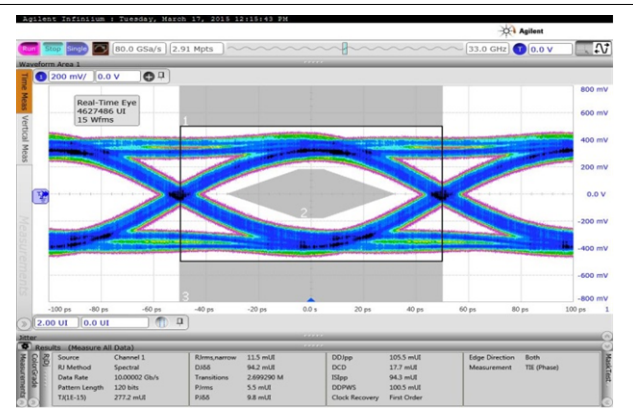 Agilent Infiniium : Tuesday, March 17, 2015 12:15:43 PM
Agilent
Run Stop Single 80.0 GSa/s 2.91 Mpts 33.0 GHz T 0.0 V
Waveform Area 1
1 200 mV/ 0.0 V
Time Meas
Vertical Meas
Measurements
Real-Time Eye
4627486 UI
15 Wfms
1
2
3
800 mV
600 mV
400 mV
200 mV
0.0 V
-200 mV
-400 mV
-600 mV
-800 mV
-100 ps -80 ps -60 ps -40 ps -20 ps 0.0 s 20 ps 40 ps 60 ps 80 ps 100 ps 1
2.00 UI 0.0 UI
Jitter
Results (Measure All Data)
Measurements
ColorGrade
RJDJ
MaskTest
Source Channel 1 RJrms,narrow 11.5 mUI DDJpp 105.5 mUI Edge Direction Both
RJ Method Spectral DJδδ 94.2 mUI DCD 17.7 mUI Measurement TIE (Phase)
Data Rate 10.00002 Gb/s Transitions 2.699290 M ISIpp 94.3 mUI
Pattern Length 120 bits PJrms 5.5 mUI DDPWS 100.5 mUI
TJ(1E-15) 277.2 mUI PJδδ 9.8 mUI Clock Recovery First Order